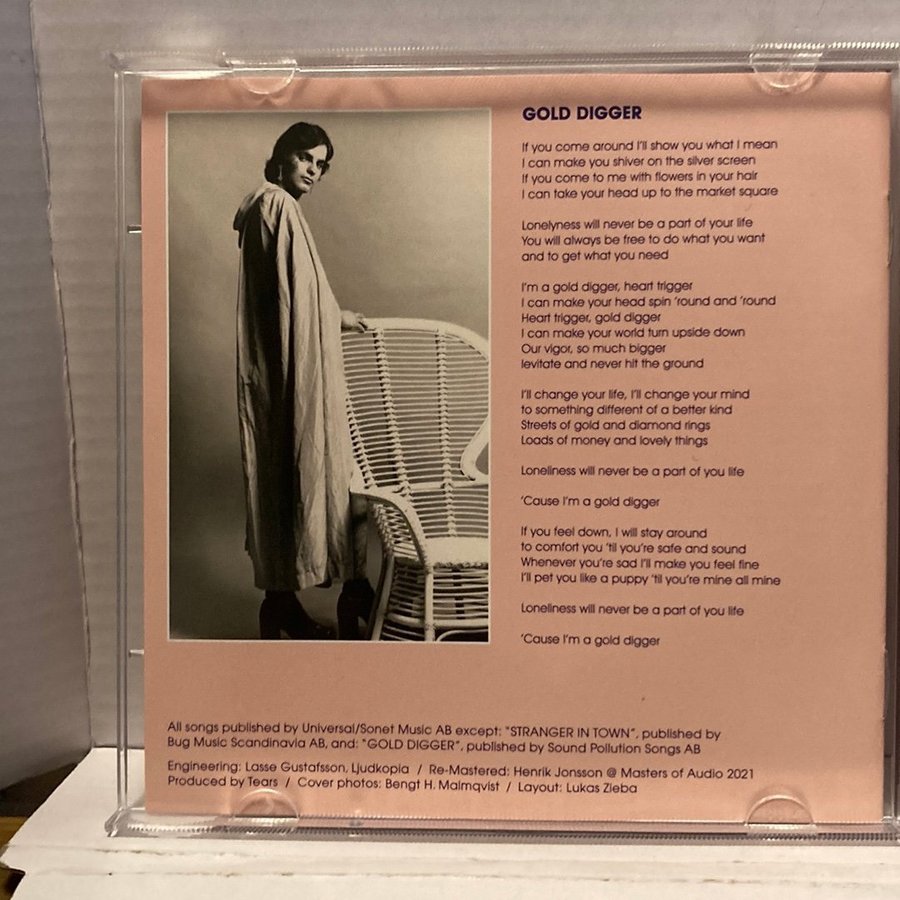 GOLD DIGGER
If you come around I'll show you what I mean
I can make you shiver on the silver screen
If you come to me with flowers in your hair
I can take your head up to the market square
Lonelyness will never be a part of your life
You will always be free to do what you want
and to get what you need
I'm a gold digger, heart trigger
I can make your head spin 'round and 'round
Heart trigger, gold digger
I can make your world turn upside down
Our vigor, so much bigger
levitate and never hit the ground
I'll change your life, I'll change your mind
to something different of a better kind
Streets of gold and diamond rings
Loads of money and lovely things
Loneliness will never be a part of you life
'Cause I'm a gold digger
If you feel down, I will stay around
to comfort you 'til you're safe and sound
Whenever you're sad I'll make you feel fine
I'll pet you like a puppy 'til you're mine all mine
Loneliness will never be a part of you life
'Cause I'm a gold digger
All songs published by Universal/Sonet Music AB except: "STRANGER IN TOWN", published by
Bug Music Scandinavia AB, and: "GOLD DIGGER", published by Sound Pollution Songs AB
Engineering: Lasse Gustafsson, Ljudkopia / Re-Mastered: Henrik Jonsson @ Masters of Audio 2021
Produced by Tears / Cover photos: Bengt H. Malmqvist / Layout: Lukas Zieba